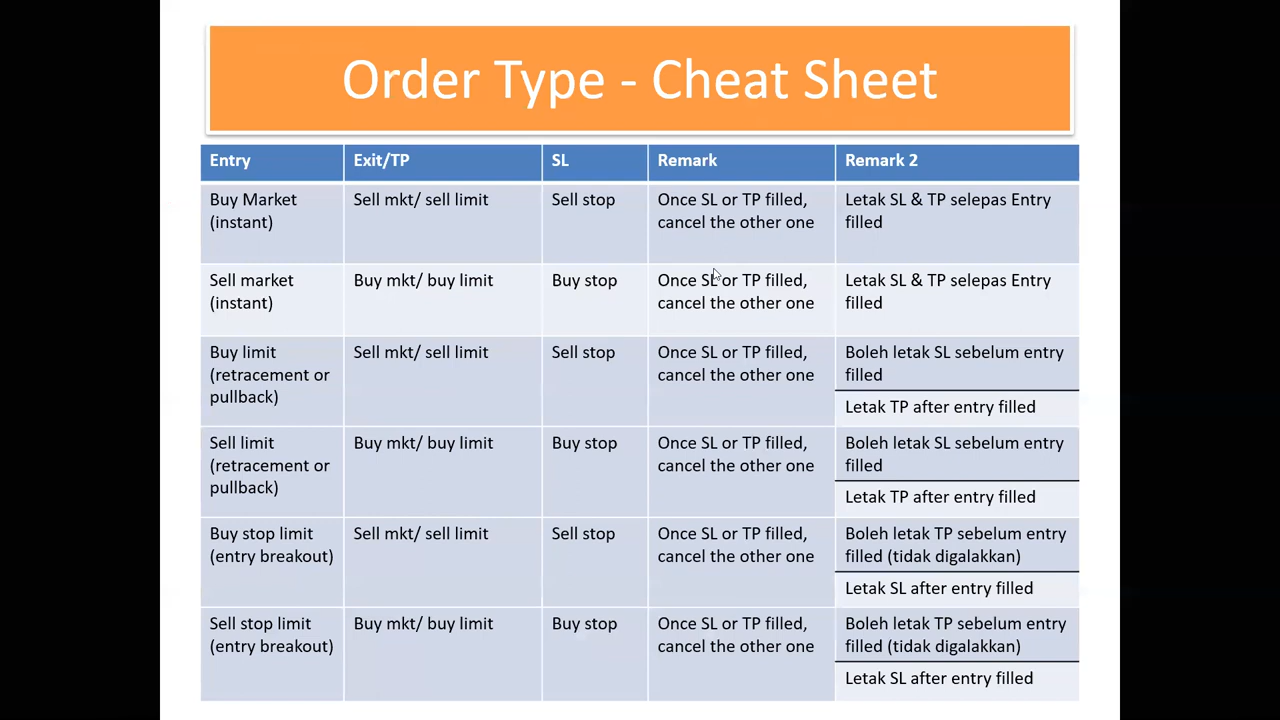 Order Type - Cheat Sheet
Entry Exit/TP SL Remark Remark 2
Buy Market Sell mkt/ sell limit Sell stop Once SL or TP filled, Letak SL & TP selepas Entry
(instant) cancel the other one filled
Sell market Buy mkt/ buy limit Buy stop Once SL or TP filled, Letak SL & TP selepas Entry
(instant) cancel the other one filled
Buy limit Sell mkt/ sell limit Sell stop Once SL or TP filled, Boleh letak SL sebelum entry
(retracement or cancel the other one filled
pullback)
Letak TP after entry filled
Sell limit Buy mkt/ buy limit Buy stop Once SL or TP filled, Boleh letak SL sebelum entry
(retracement or cancel the other one filled
pullback)
Letak TP after entry filled
Buy stop limit Sell mkt/ sell limit Sell stop Once SL or TP filled, Boleh letak TP sebelum entry
(entry breakout) cancel the other one filled (tidak digalakkan)
Letak SL after entry filled
Sell stop limit Buy mkt/ buy limit Buy stop Once SL or TP filled, Boleh letak TP sebelum entry
(entry breakout) cancel the other one filled (tidak digalakkan)
Letak SL after entry filled